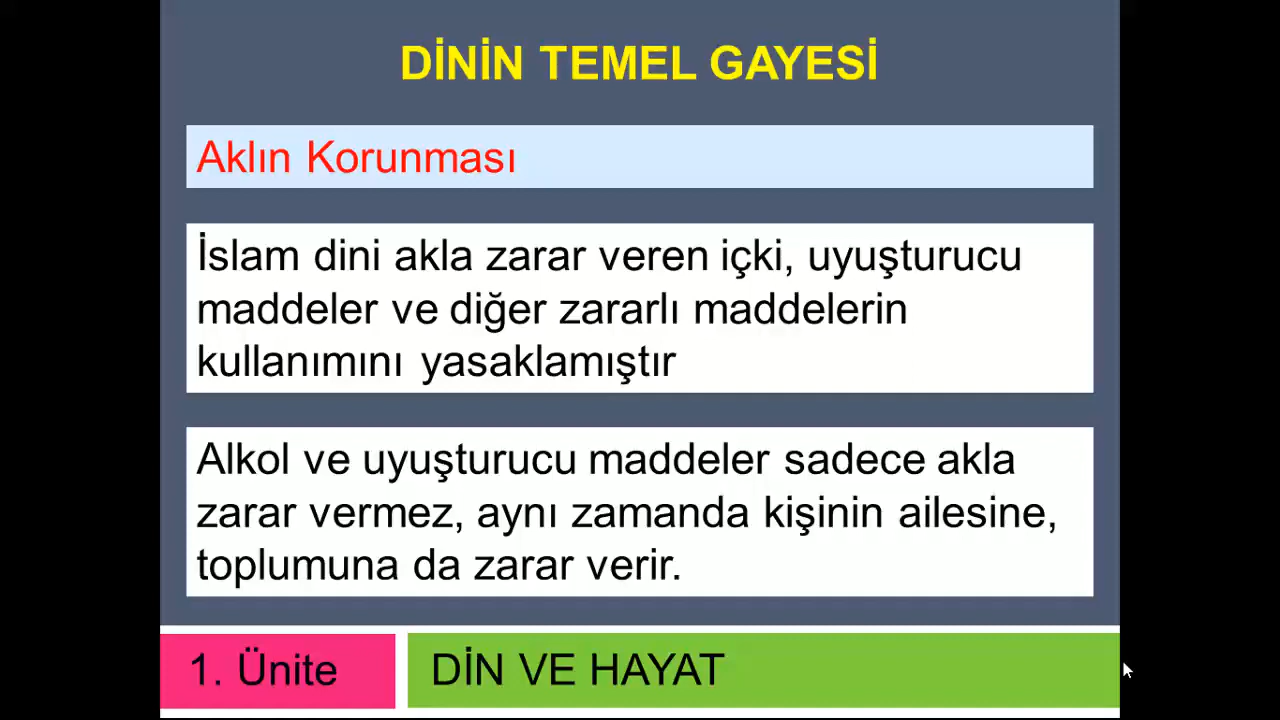 DİNİN TEMEL GAYESİ
Aklın Korunması
İslam dini akla zarar veren içki, uyuşturucu
maddeler ve diğer zararlı maddelerin
kullanımını yasaklamıştır
Alkol ve uyuşturucu maddeler sadece akla
zarar vermez, aynı zamanda kişinin ailesine,
toplumuna da zarar verir.
1. Ünite
DİN VE HAYAT